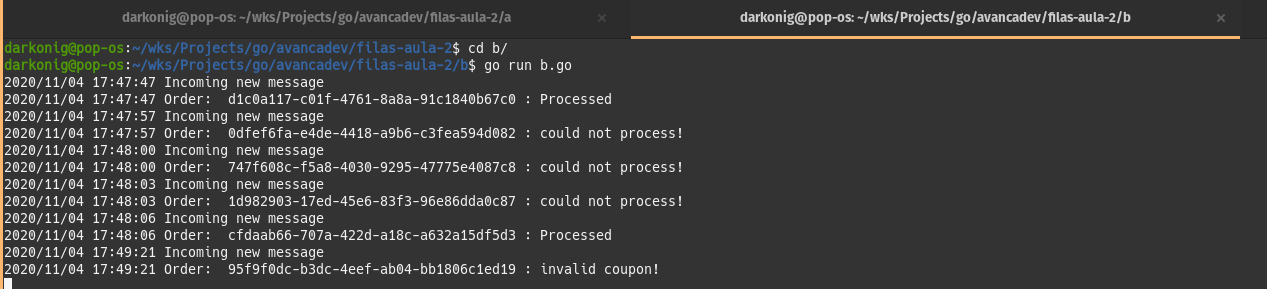 darkonig@pop-os: ~/wks/Projects/go/avancadev/filas-aula-2/a × darkonig@pop-os: ~/wks/Projects/go/avancadev/filas-aula-2/b ×
darkonig@pop-os:~/wks/Projects/go/avancadev/filas-aula-2$ cd b/
darkonig@pop-os:~/wks/Projects/go/avancadev/filas-aula-2/b$ go run b.go
2020/11/04 17:47:47 Incoming new message
2020/11/04 17:47:47 Order:  d1c0a117-c01f-4761-8a8a-91c1840b67c0 : Processed
2020/11/04 17:47:57 Incoming new message
2020/11/04 17:47:57 Order:  0dfef6fa-e4de-4418-a9b6-c3fea594d082 : could not process!
2020/11/04 17:48:00 Incoming new message
2020/11/04 17:48:00 Order:  747f608c-f5a8-4030-9295-47775e4087c8 : could not process!
2020/11/04 17:48:03 Incoming new message
2020/11/04 17:48:03 Order:  1d982903-17ed-45e6-83f3-96e86dda0c87 : could not process!
2020/11/04 17:48:06 Incoming new message
2020/11/04 17:48:06 Order:  cfdaab66-707a-422d-a18c-a632a15df5d3 : Processed
2020/11/04 17:49:21 Incoming new message
2020/11/04 17:49:21 Order:  95f9f0dc-b3dc-4eef-ab04-bb1806c1ed19 : invalid coupon!